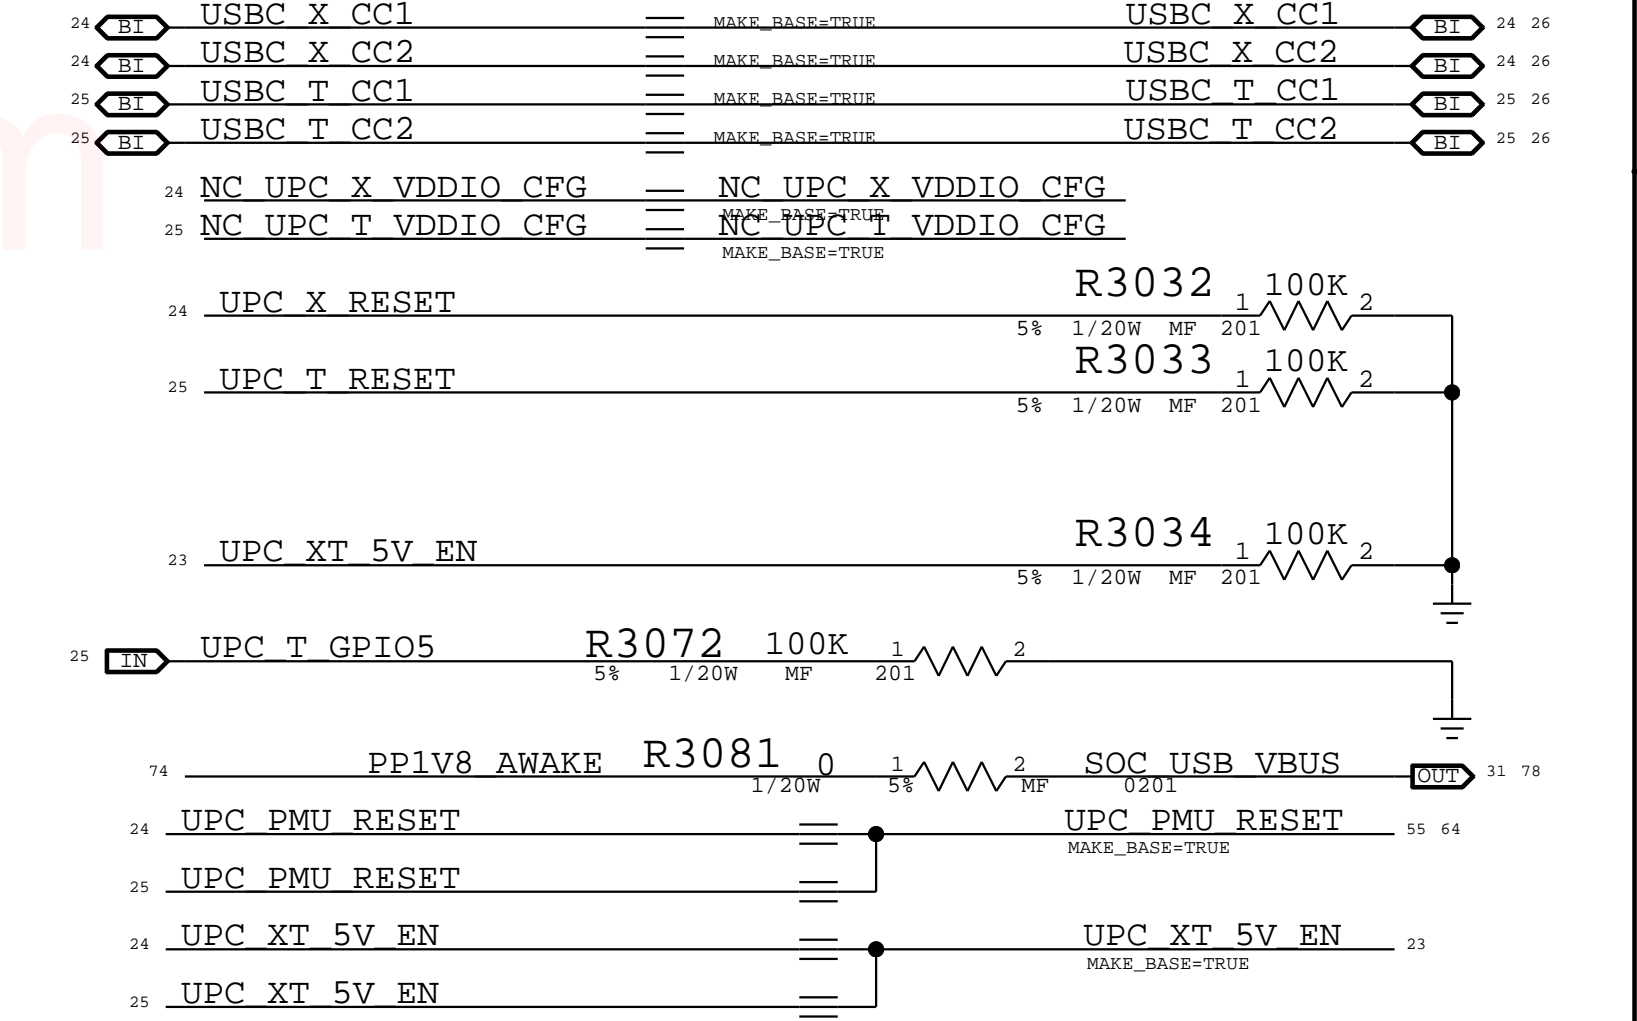 24 BI USBC_X_CC1 MAKE_BASE=TRUE USBC_X_CC1 BI 24 26
24 BI USBC_X_CC2 MAKE_BASE=TRUE USBC_X_CC2 BI 24 26
25 BI USBC_T_CC1 MAKE_BASE=TRUE USBC_T_CC1 BI 25 26
25 BI USBC_T_CC2 MAKE_BASE=TRUE USBC_T_CC2 BI 25 26
m
24 NC_UPC_X_VDDIO_CFG NC_UPC_X_VDDIO_CFG
MAKE_BASE=TRUE
25 NC_UPC_T_VDDIO_CFG NC_UPC_T_VDDIO_CFG
MAKE_BASE=TRUE
24 UPC_X_RESET R3032 1 100K 2
5% 1/20W MF 201
25 UPC_T_RESET R3033 1 100K 2
5% 1/20W MF 201
23 UPC_XT_5V_EN R3034 1 100K 2
5% 1/20W MF 201
25 IN UPC_T_GPIO5 R3072 100K 1 2
5% 1/20W MF 201
74 PP1V8_AWAKE R3081 0 1 2 SOC_USB_VBUS OUT 31 78
1/20W 5% MF 0201
24 UPC_PMU_RESET UPC_PMU_RESET 55 64
MAKE_BASE=TRUE
25 UPC_PMU_RESET
24 UPC_XT_5V_EN UPC_XT_5V_EN 23
MAKE_BASE=TRUE
25 UPC_XT_5V_EN